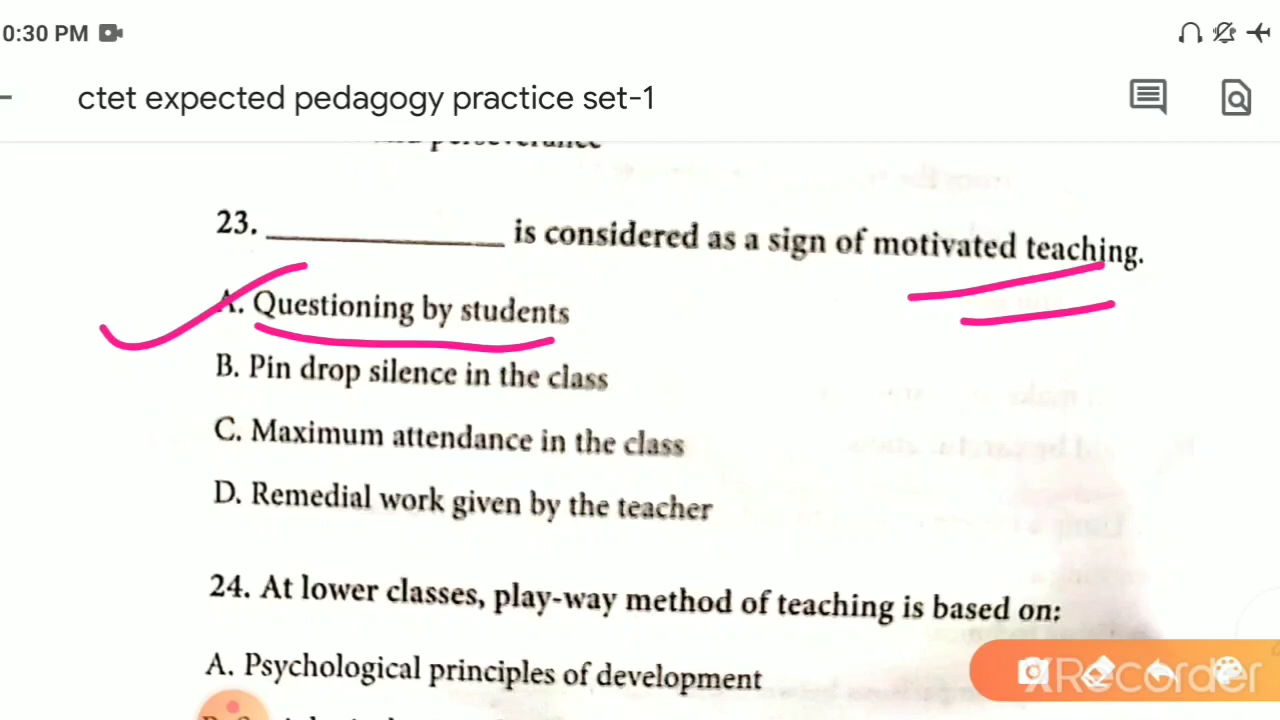 0:30 PM
ctet expected pedagogy practice set-1
perseverance
23. ____________ is considered as a sign of motivated teaching.
A. Questioning by students
B. Pin drop silence in the class
C. Maximum attendance in the class
D. Remedial work given by the teacher
24. At lower classes, play-way method of teaching is based on:
A. Psychological principles of development
XRecorder